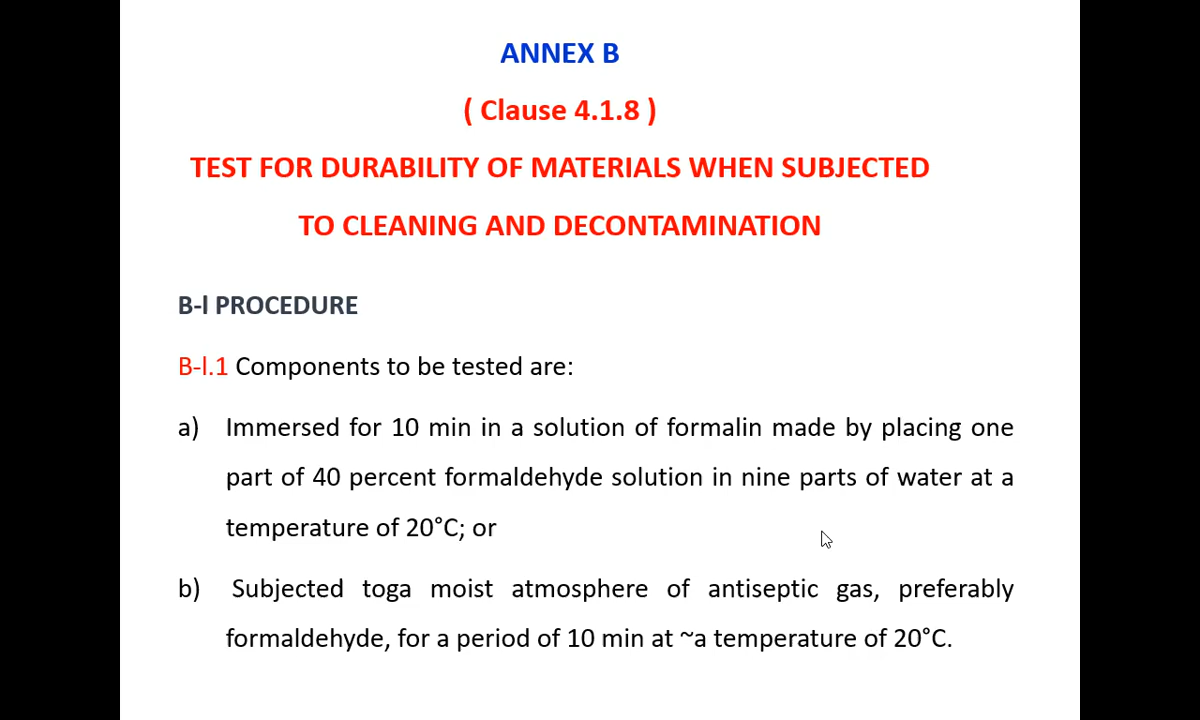 ANNEX B
( Clause 4.1.8 )
TEST FOR DURABILITY OF MATERIALS WHEN SUBJECTED
TO CLEANING AND DECONTAMINATION
B-l PROCEDURE
B-l.1 Components to be tested are:
a) Immersed for 10 min in a solution of formalin made by placing one
part of 40 percent formaldehyde solution in nine parts of water at a
temperature of 20°C; or
b) Subjected toga moist atmosphere of antiseptic gas, preferably
formaldehyde, for a period of 10 min at ~a temperature of 20°C.